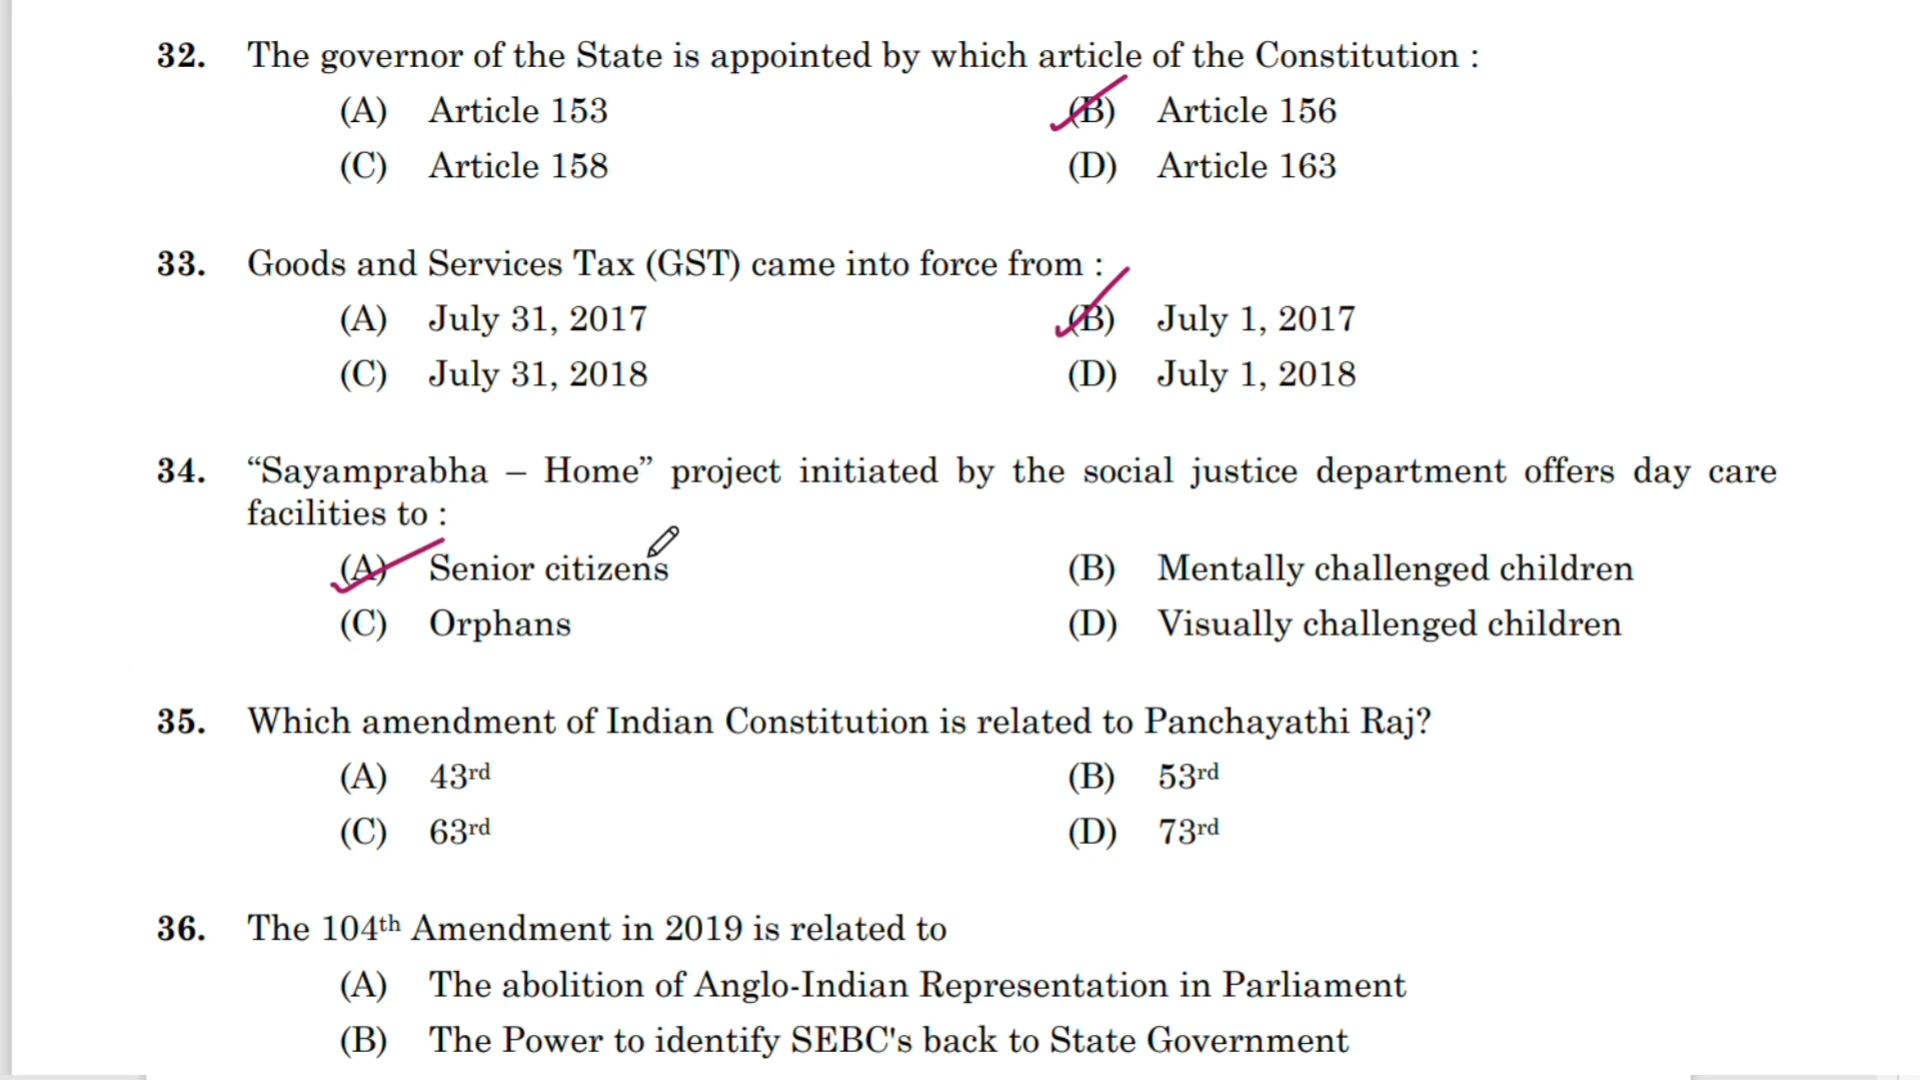 32. The governor of the State is appointed by which article of the Constitution :
(A) Article 153 (B) Article 156
(C) Article 158 (D) Article 163
33. Goods and Services Tax (GST) came into force from :
(A) July 31, 2017 (B) July 1, 2017
(C) July 31, 2018 (D) July 1, 2018
34. “Sayamprabha – Home” project initiated by the social justice department offers day care
facilities to :
(A) Senior citizens (B) Mentally challenged children
(C) Orphans (D) Visually challenged children
35. Which amendment of Indian Constitution is related to Panchayathi Raj?
(A) 43rd (B) 53rd
(C) 63rd (D) 73rd
36. The 104th Amendment in 2019 is related to
(A) The abolition of Anglo-Indian Representation in Parliament
(B) The Power to identify SEBC's back to State Government